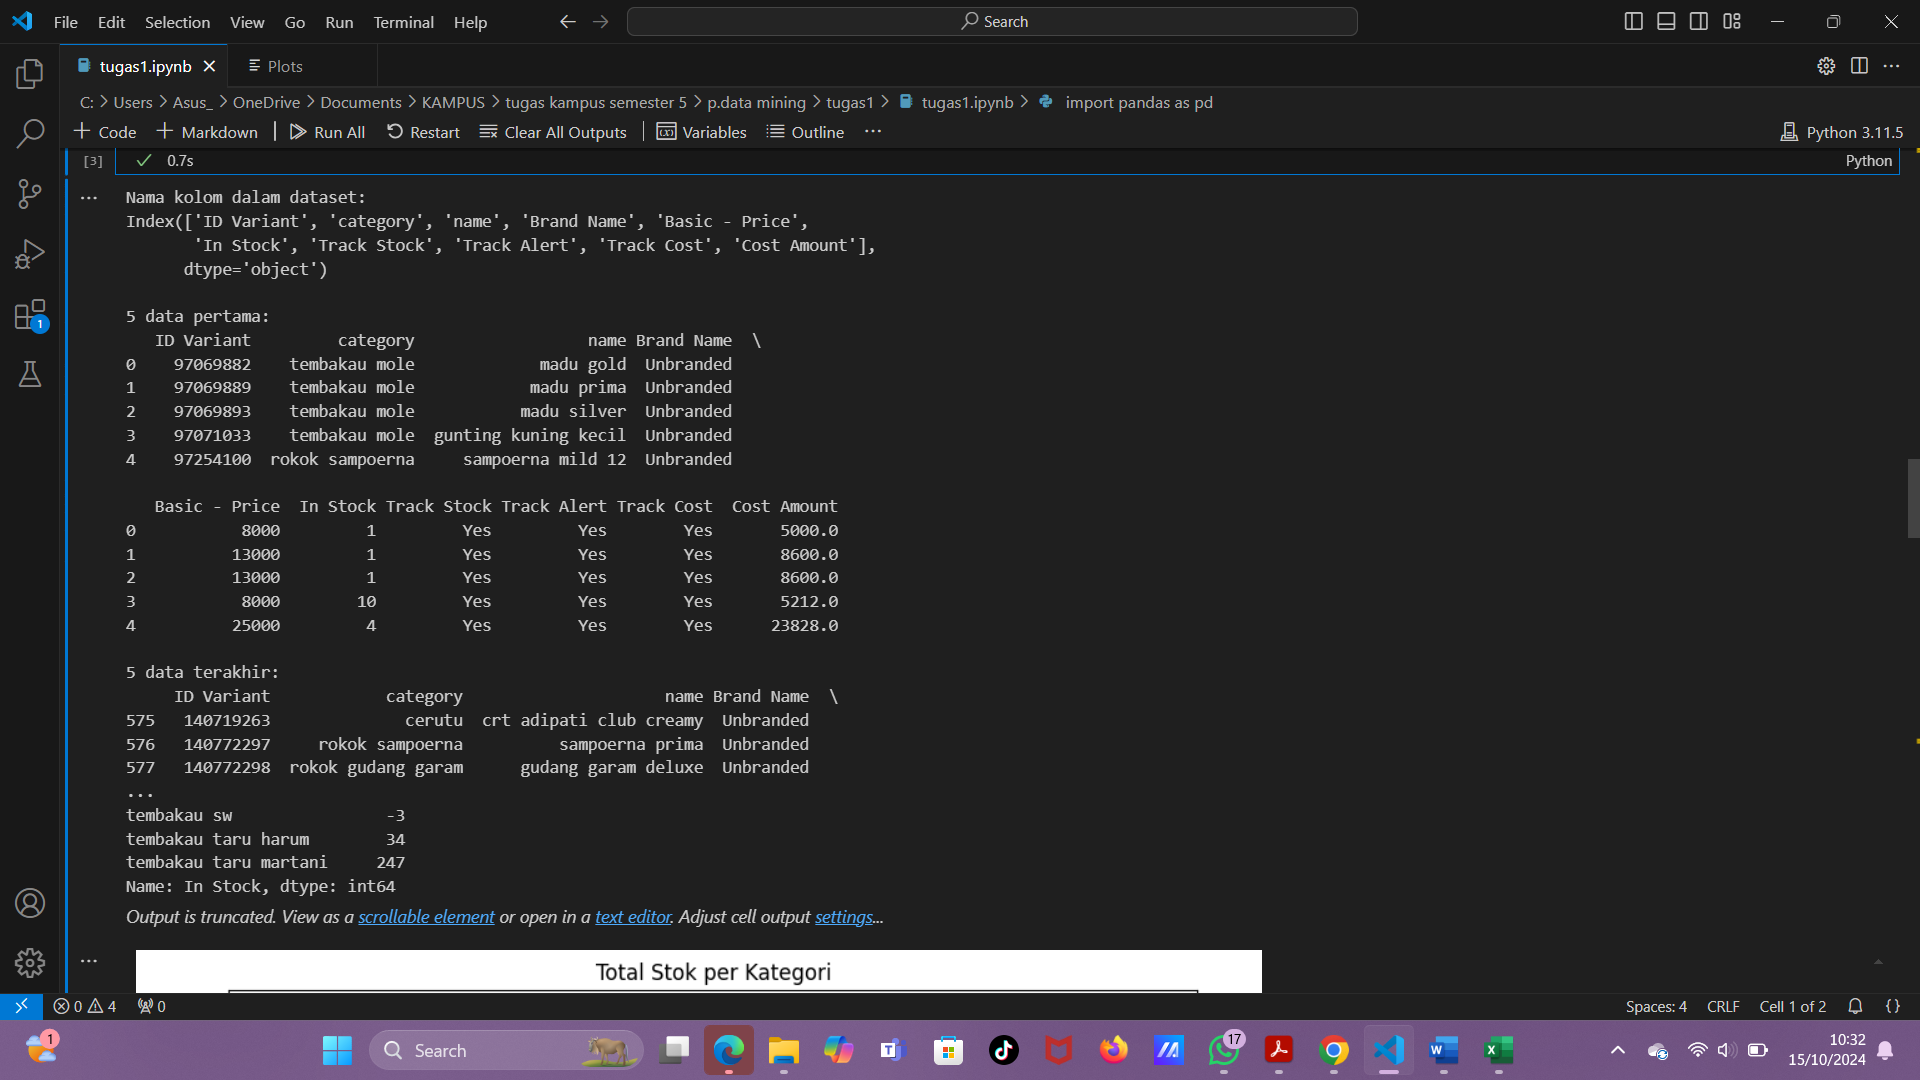 File Edit Selection View Go Run Terminal Help
Search
tugas1.ipynb
Plots
C: > Users > Asus_ > OneDrive > Documents > KAMPUS > tugas kampus semester 5 > p.data mining > tugas1 > tugas1.ipynb > import pandas as pd
+ Code + Markdown | Run All Restart Clear All Outputs | Variables Outline ...
Python 3.11.5
[3] 0.7s
Python
Nama kolom dalam dataset:
Index(['ID Variant', 'category', 'name', 'Brand Name', 'Basic - Price',
'In Stock', 'Track Stock', 'Track Alert', 'Track Cost', 'Cost Amount'],
dtype='object')
5 data pertama:
ID Variant category name Brand Name \
0 97069882 tembakau mole madu gold Unbranded
1 97069889 tembakau mole madu prima Unbranded
2 97069893 tembakau mole madu silver Unbranded
3 97071033 tembakau mole gunting kuning kecil Unbranded
4 97254100 rokok sampoerna sampoerna mild 12 Unbranded
Basic - Price In Stock Track Stock Track Alert Track Cost Cost Amount
0 8000 1 Yes Yes Yes 5000.0
1 13000 1 Yes Yes Yes 8600.0
2 13000 1 Yes Yes Yes 8600.0
3 8000 10 Yes Yes Yes 5212.0
4 25000 4 Yes Yes Yes 23828.0
5 data terakhir:
ID Variant category name Brand Name \
575 140719263 cerutu crt adipati club creamy Unbranded
576 140772297 rokok sampoerna sampoerna prima Unbranded
577 140772298 rokok gudang garam gudang garam deluxe Unbranded
...
tembakau sw -3
tembakau taru harum 34
tembakau taru martani 247
Name: In Stock, dtype: int64
Output is truncated. View as a scrollable element or open in a text editor. Adjust cell output settings...
Total Stok per Kategori
1
0 4 0
Spaces: 4 CRLF Cell 1 of 2 {}
1
Search
17
10:32
15/10/2024